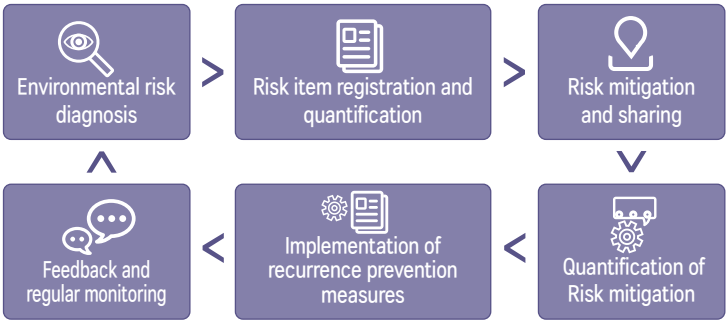 Environmental risk
diagnosis
Risk item registration and
quantification
Risk mitigation
and sharing
Quantification of
Risk mitigation
Implementation of
recurrence prevention
measures
Feedback and
regular monitoring